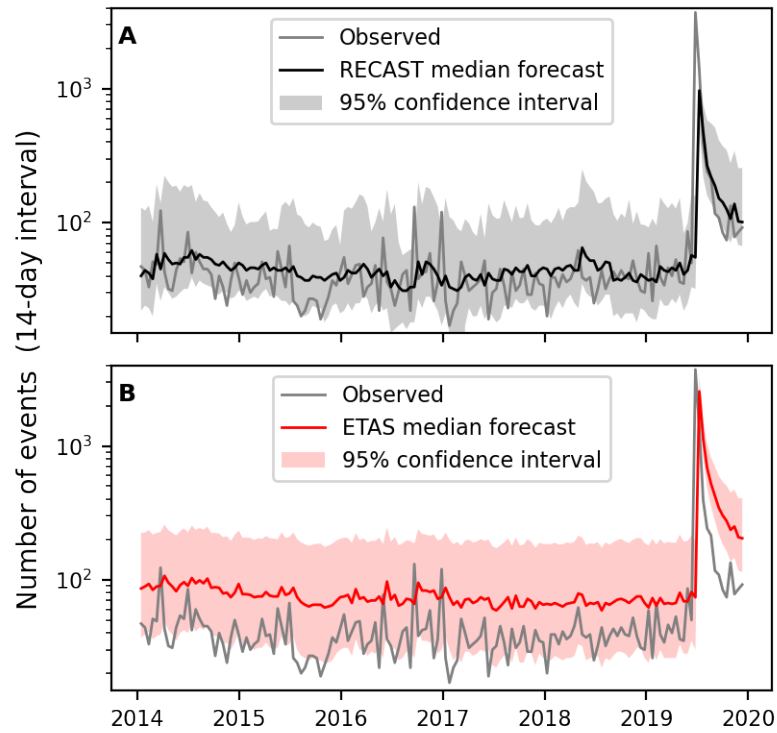 Number of events (14-day interval)
A
Observed
RECAST median forecast
95% confidence interval
10³
10²
B
Observed
ETAS median forecast
95% confidence interval
10³
10²
2014 2015 2016 2017 2018 2019 2020